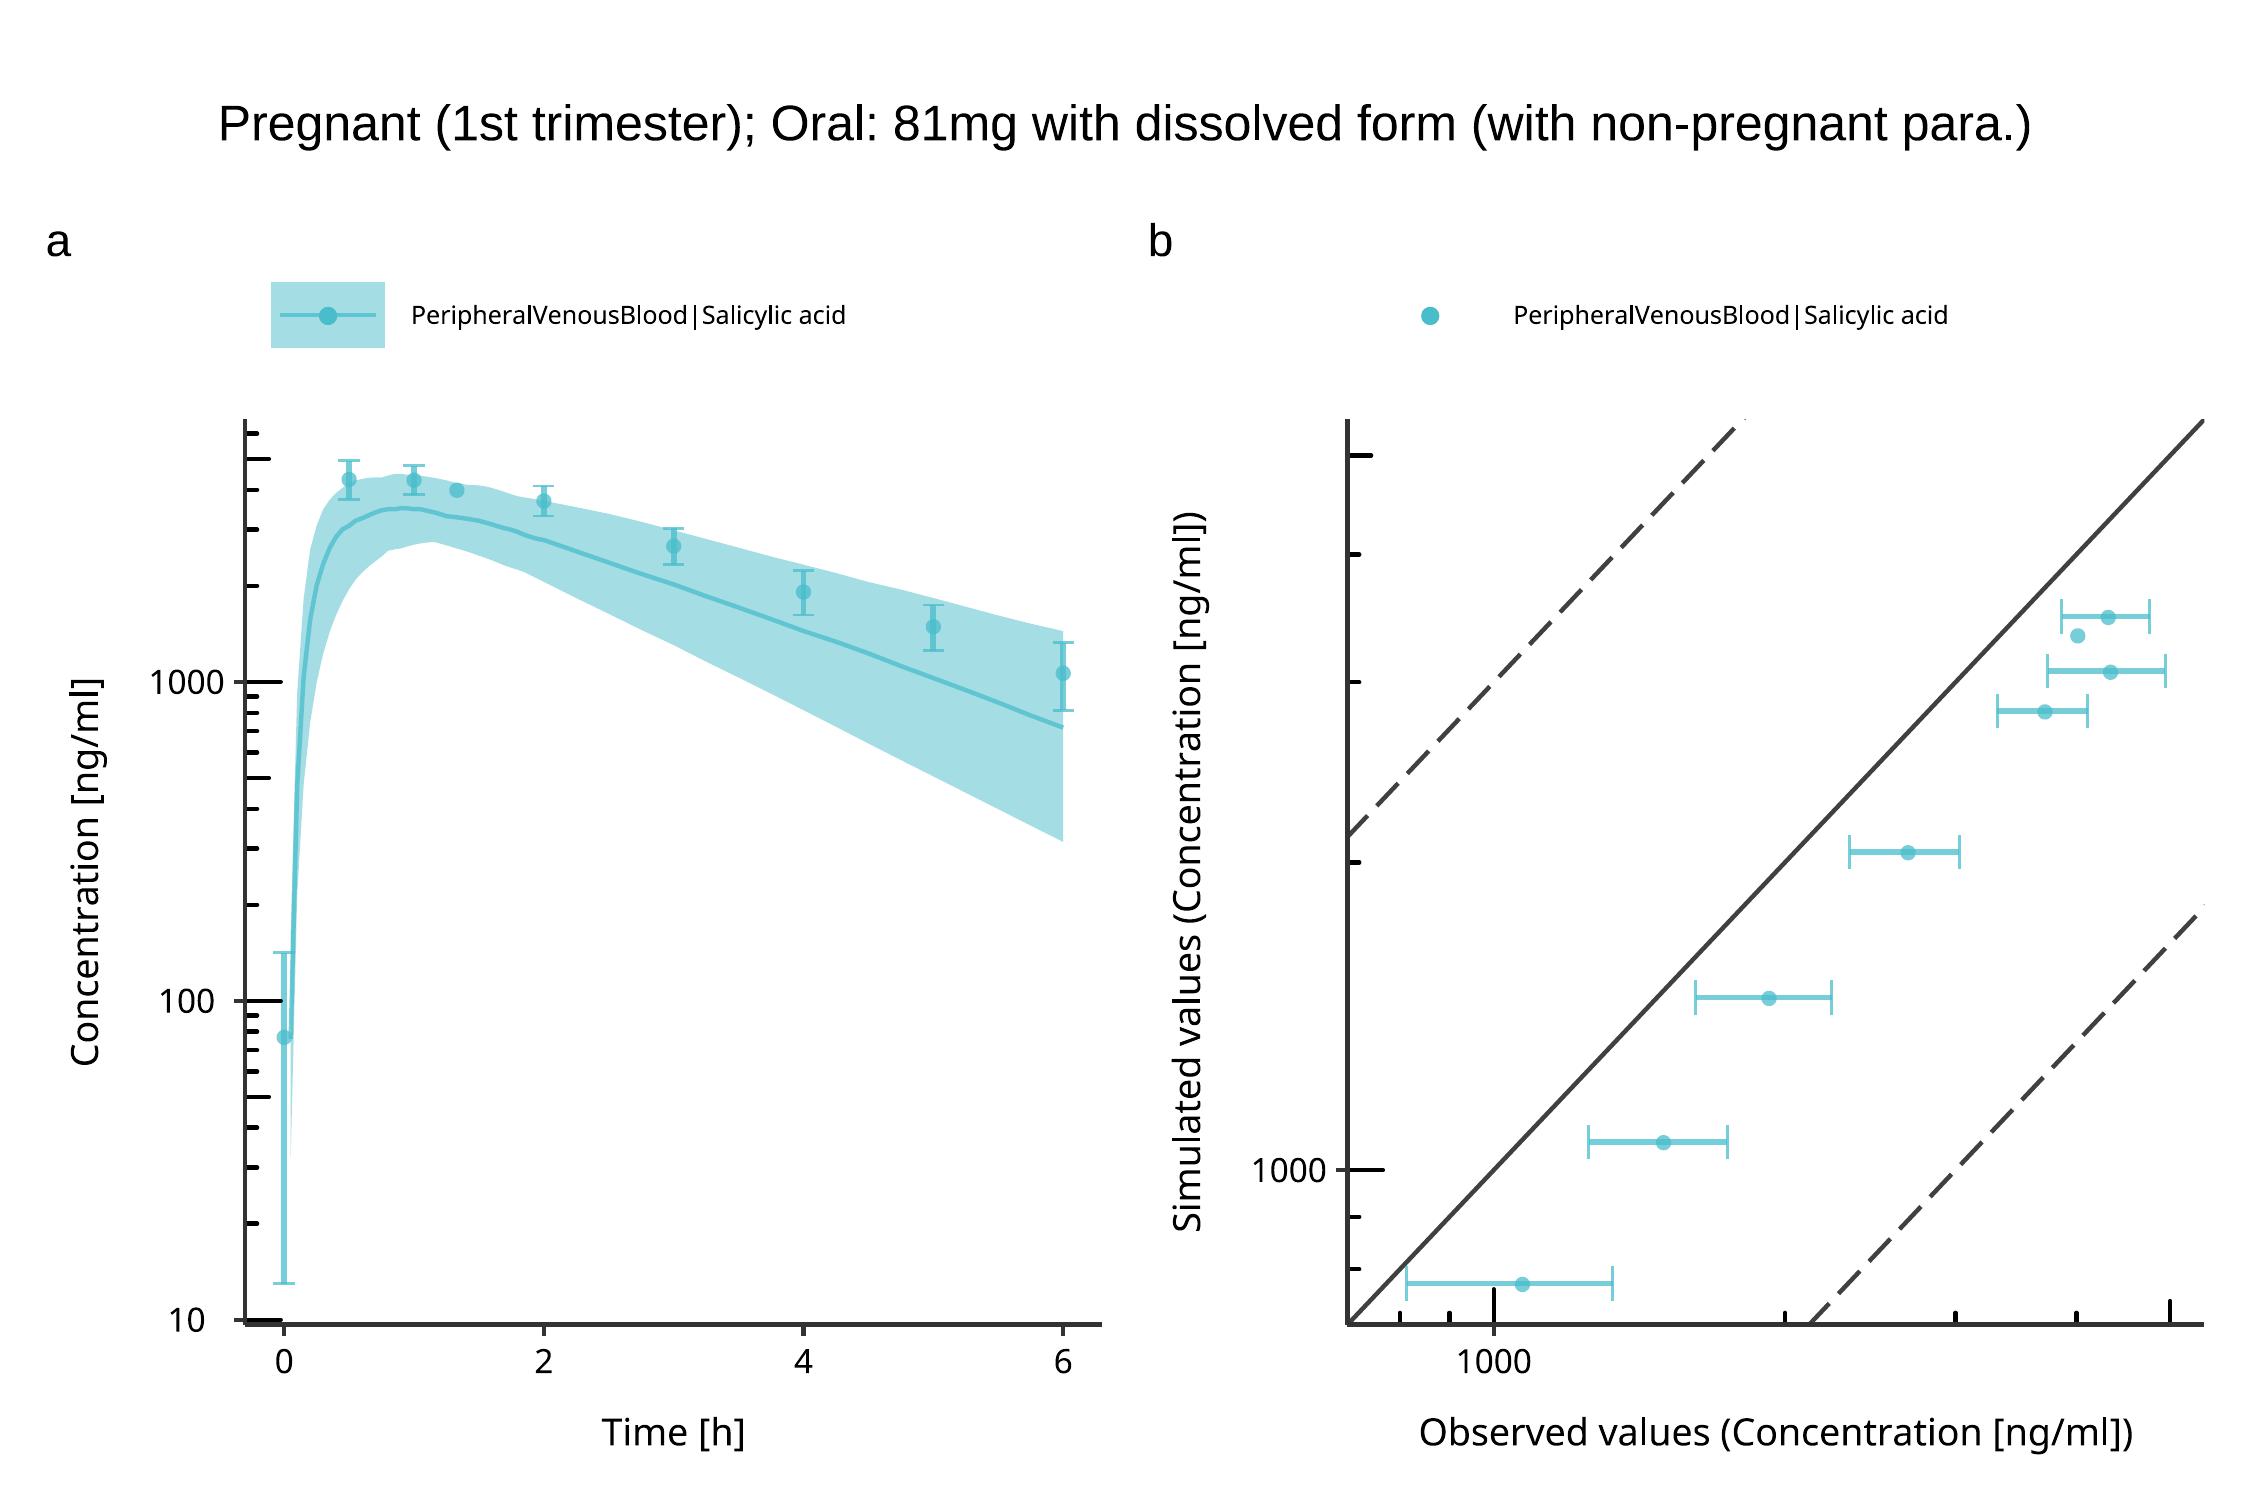 Pregnant (1st trimester); Oral: 81mg with dissolved form (with non-pregnant para.)
a
PeripheralVenousBlood|Salicylic acid
Concentration [ng/ml]
1000
100
10
0 2 4 6
Time [h]
b
PeripheralVenousBlood|Salicylic acid
Simulated values (Concentration [ng/ml])
1000
1000
Observed values (Concentration [ng/ml])